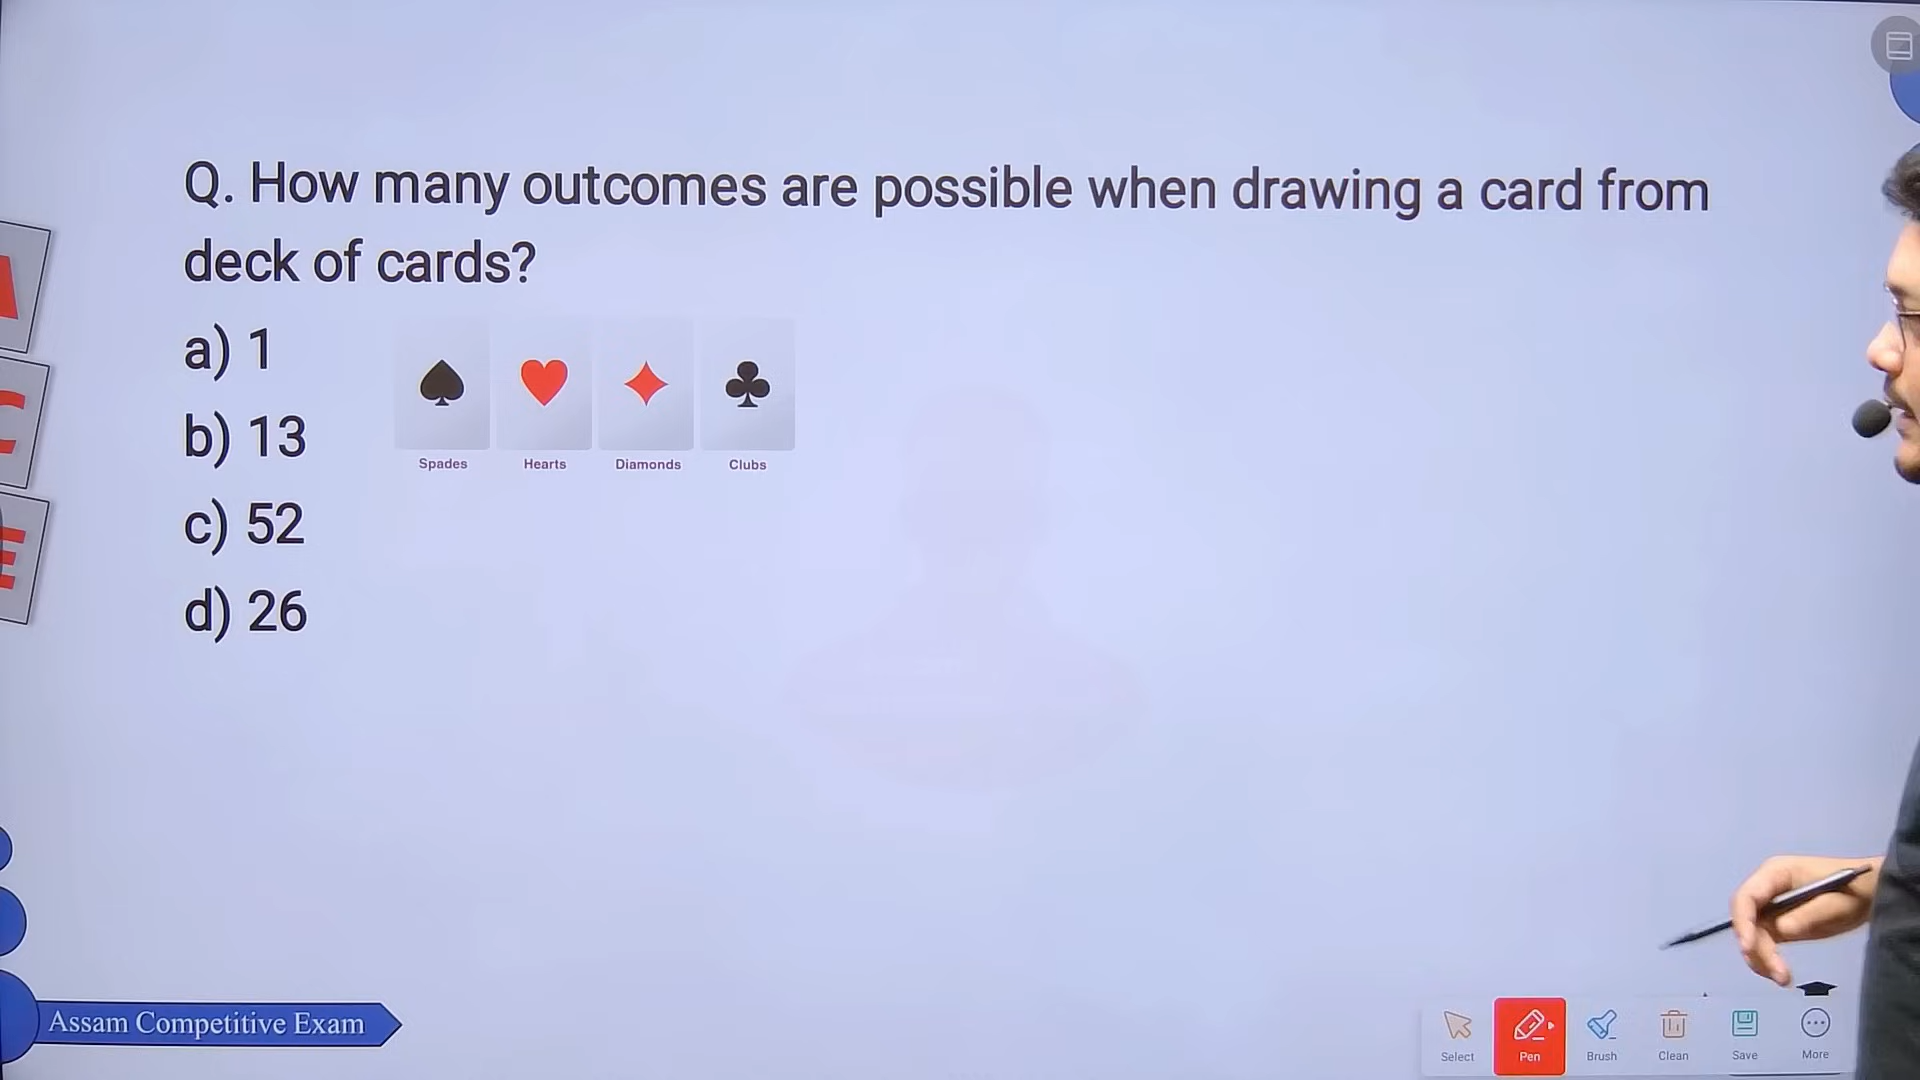 Q. How many outcomes are possible when drawing a card from
deck of cards?
a) 1
b) 13
c) 52
d) 26
Spades Hearts Diamonds Clubs
A
C
E
Assam Competitive Exam
Select Pen Brush Clean Save More